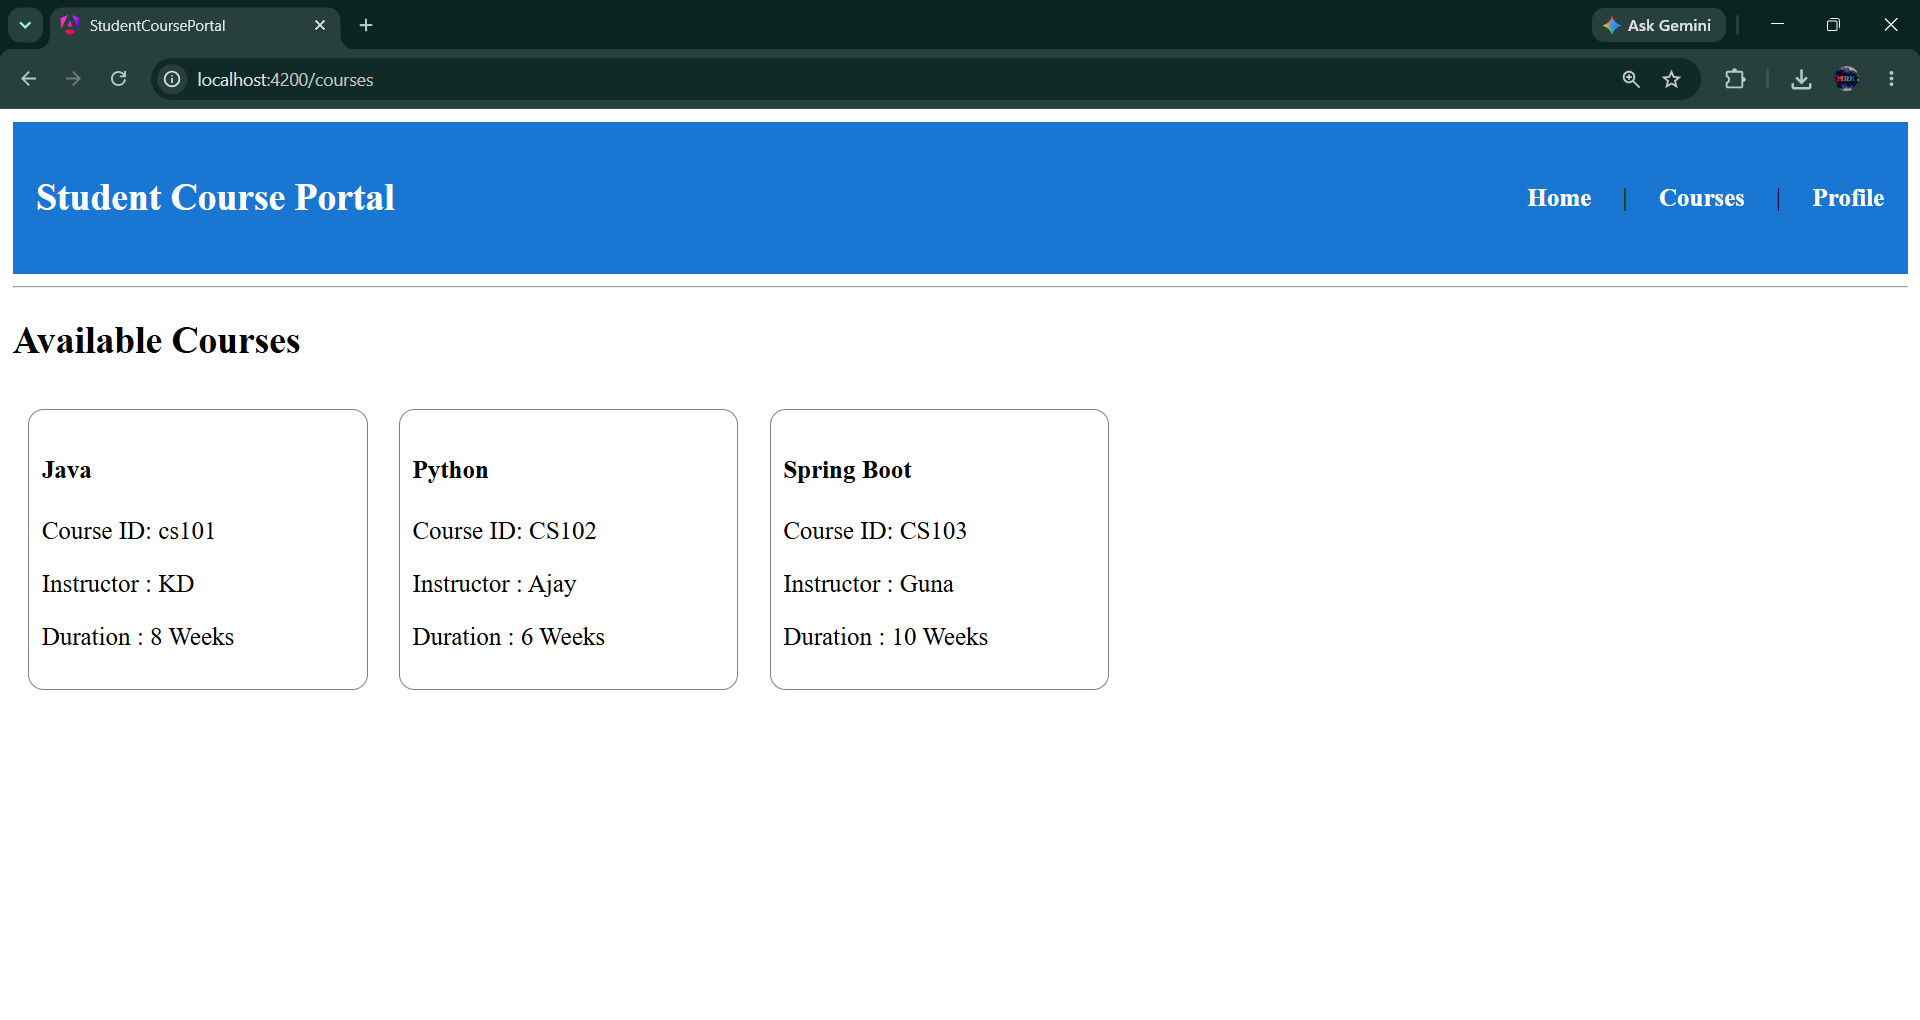 StudentCoursePortal
Ask Gemini
localhost:4200/courses
Student Course Portal
Home | Courses | Profile
Available Courses
Java
Course ID: cs101
Instructor : KD
Duration : 8 Weeks
Python
Course ID: CS102
Instructor : Ajay
Duration : 6 Weeks
Spring Boot
Course ID: CS103
Instructor : Guna
Duration : 10 Weeks